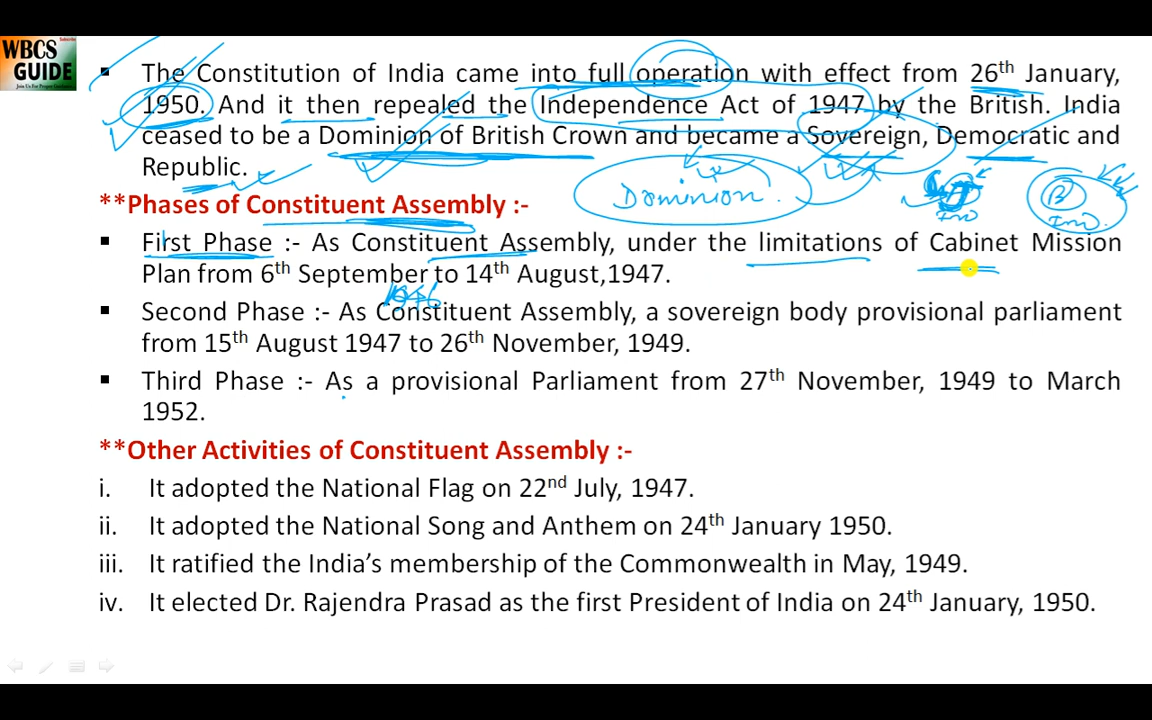 WBCS
GUIDE
▪ The Constitution of India came into full operation with effect from 26th January,
1950. And it then repealed the Independence Act of 1947 by the British. India
ceased to be a Dominion of British Crown and became a Sovereign, Democratic and
Republic.
Dominion.
B
Ind.
**Phases of Constituent Assembly :-
▪ First Phase :- As Constituent Assembly, under the limitations of Cabinet Mission
Plan from 6th September to 14th August,1947.
1946
▪ Second Phase :- As Constituent Assembly, a sovereign body provisional parliament
from 15th August 1947 to 26th November, 1949.
▪ Third Phase :- As a provisional Parliament from 27th November, 1949 to March
1952.
**Other Activities of Constituent Assembly :-
i. It adopted the National Flag on 22nd July, 1947.
ii. It adopted the National Song and Anthem on 24th January 1950.
iii. It ratified the India’s membership of the Commonwealth in May, 1949.
iv. It elected Dr. Rajendra Prasad as the first President of India on 24th January, 1950.